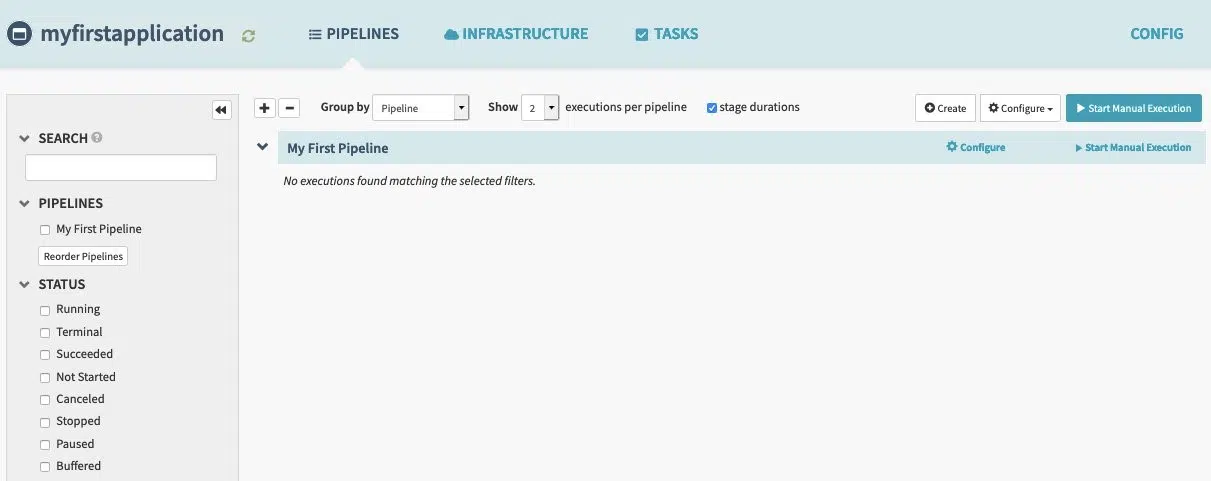 myfirstapplication
PIPELINES
INFRASTRUCTURE
TASKS
CONFIG
SEARCH
PIPELINES
My First Pipeline
Reorder Pipelines
STATUS
Running
Terminal
Succeeded
Not Started
Canceled
Stopped
Paused
Buffered
Group by Pipeline Show 2 executions per pipeline stage durations
Create Configure Start Manual Execution
My First Pipeline Configure Start Manual Execution
No executions found matching the selected filters.